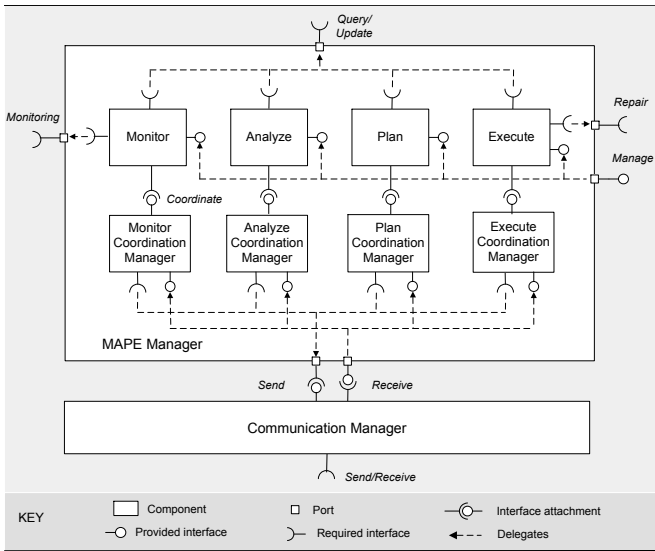 Query/
Update
Monitoring
Monitor
Analyze
Plan
Execute
Repair
Manage
Coordinate
Monitor
Coordination
Manager
Analyze
Coordination
Manager
Plan
Coordination
Manager
Execute
Coordination
Manager
MAPE Manager
Send
Receive
Communication Manager
Send/Receive
KEY
Component
Port
Interface attachment
Provided interface
Required interface
Delegates